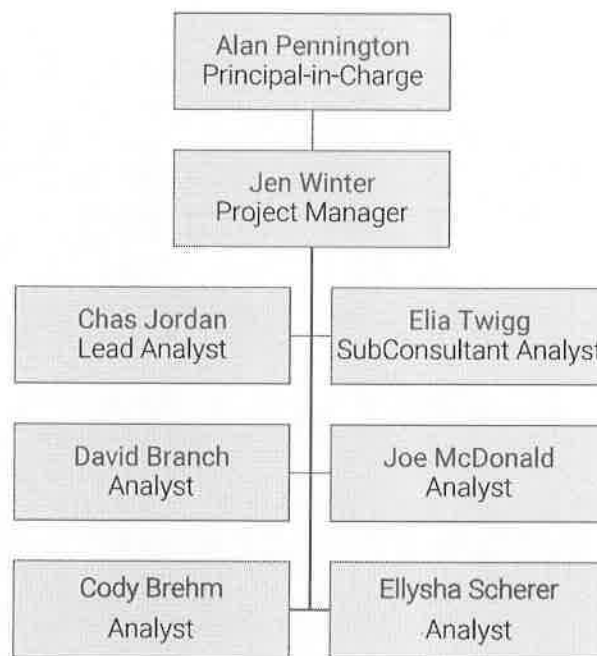 Alan Pennington
Principal-in-Charge
Jen Winter
Project Manager
Chas Jordan
Lead Analyst
Elia Twigg
SubConsultant Analyst
David Branch
Analyst
Joe McDonald
Analyst
Cody Brehm
Analyst
Ellysha Scherer
Analyst